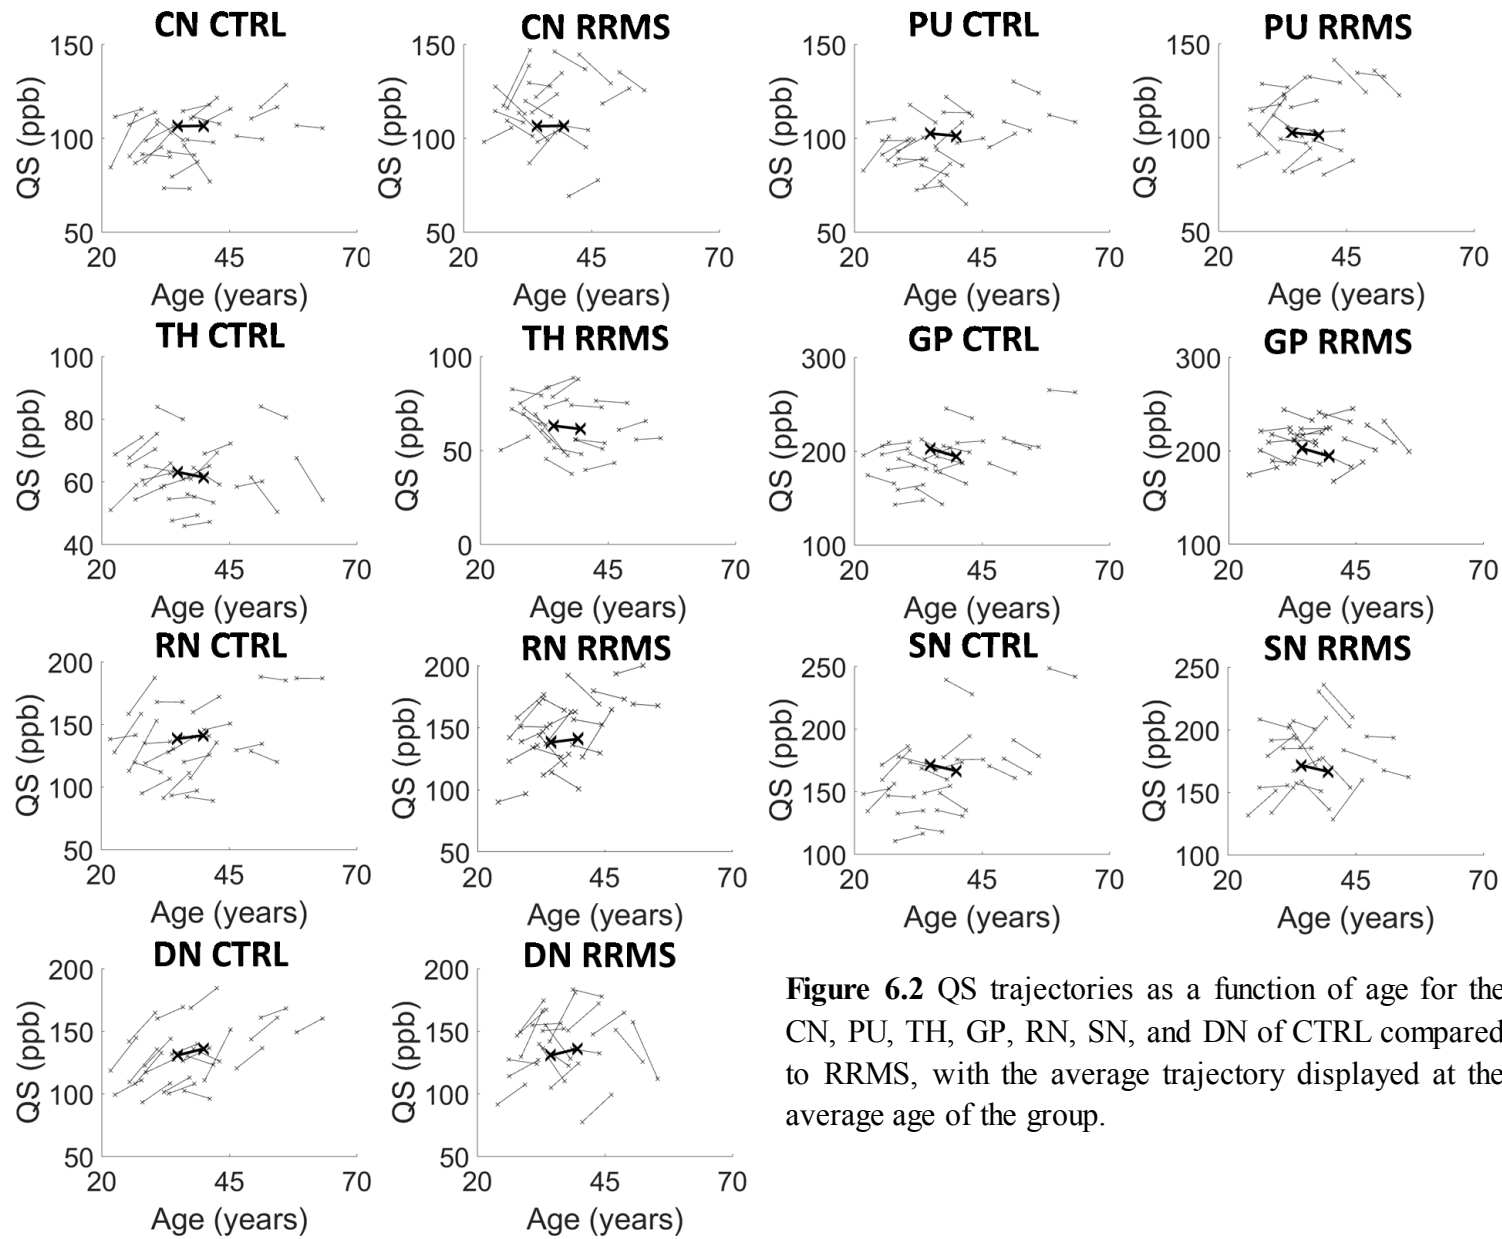 CN CTRL
150
100
50
QS (ppb)
20 45 70
Age (years)
CN RRMS
150
100
50
QS (ppb)
20 45 70
Age (years)
PU CTRL
150
100
50
QS (ppb)
20 45 70
Age (years)
PU RRMS
150
100
50
QS (ppb)
20 45 70
Age (years)
TH CTRL
100
80
60
40
QS (ppb)
20 45 70
Age (years)
TH RRMS
100
50
0
QS (ppb)
20 45 70
Age (years)
GP CTRL
300
200
100
QS (ppb)
20 45 70
Age (years)
GP RRMS
300
200
100
QS (ppb)
20 45 70
Age (years)
RN CTRL
200
150
100
50
QS (ppb)
20 45 70
Age (years)
RN RRMS
200
150
100
50
QS (ppb)
20 45 70
Age (years)
SN CTRL
250
200
150
100
QS (ppb)
20 45 70
Age (years)
SN RRMS
250
200
150
100
QS (ppb)
20 45 70
Age (years)
DN CTRL
200
150
100
50
QS (ppb)
20 45 70
Age (years)
DN RRMS
200
150
100
50
QS (ppb)
20 45 70
Age (years)
Figure 6.2 QS trajectories as a function of age for the
CN, PU, TH, GP, RN, SN, and DN of CTRL compared
to RRMS, with the average trajectory displayed at the
average age of the group.